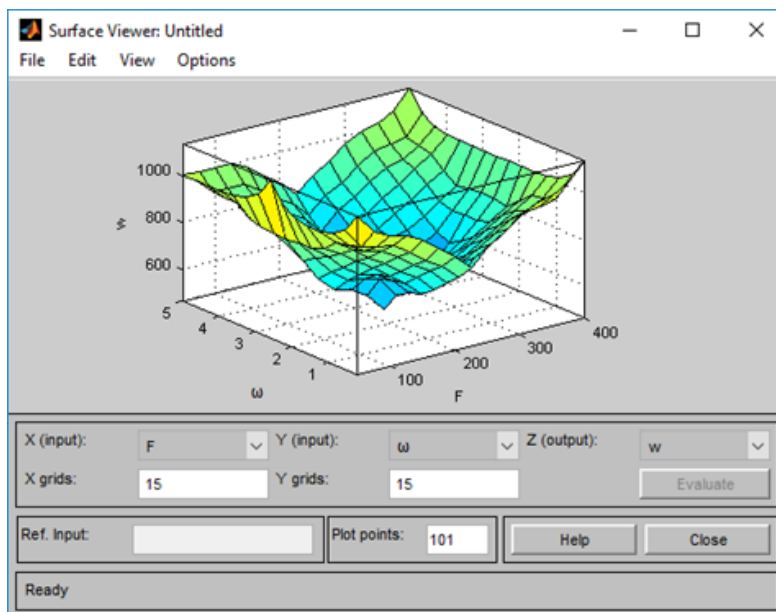 Surface Viewer: Untitled
File Edit View Options
1000
800
600
w
5
4
3
2
1
ω
100
200
300
400
F
X (input): F Y (input): ω Z (output): w
X grids: 15 Y grids: 15 Evaluate
Ref. Input: Plot points: 101 Help Close
Ready